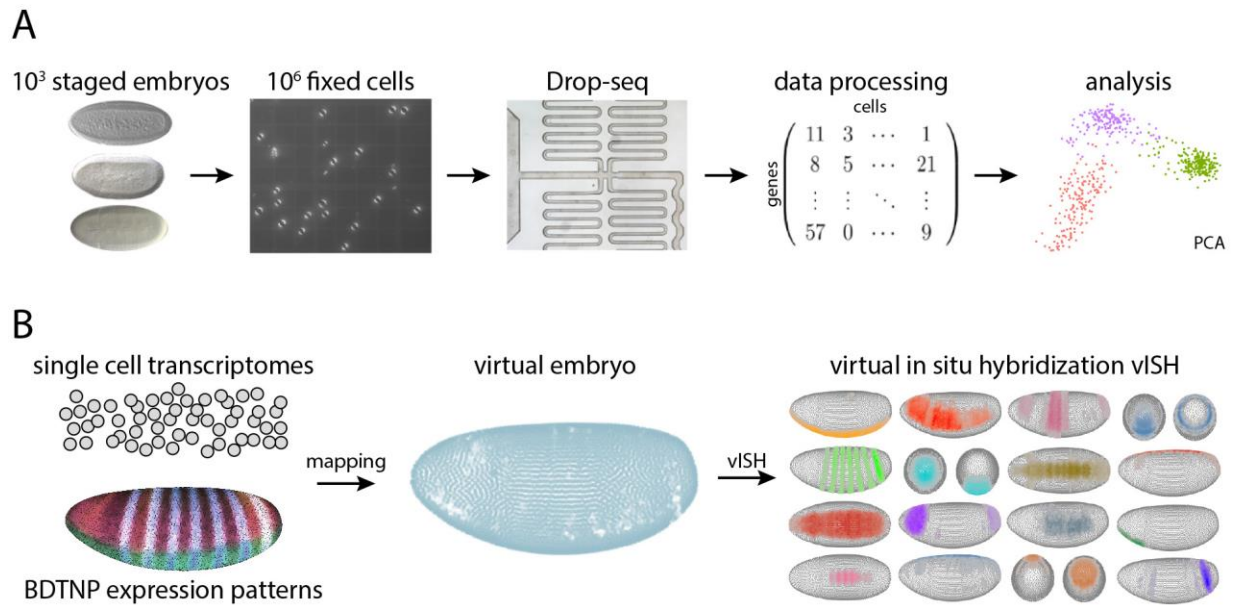 A
10³ staged embryos
10⁶ fixed cells
Drop-seq
data processing
analysis
cells
genes
11 3 ⋯ 1
8 5 ⋯ 21
⋮ ⋮ ⋱ ⋮
57 0 ⋯ 9
PCA
B
single cell transcriptomes
virtual embryo
virtual in situ hybridization vISH
mapping
vISH
BDTNP expression patterns